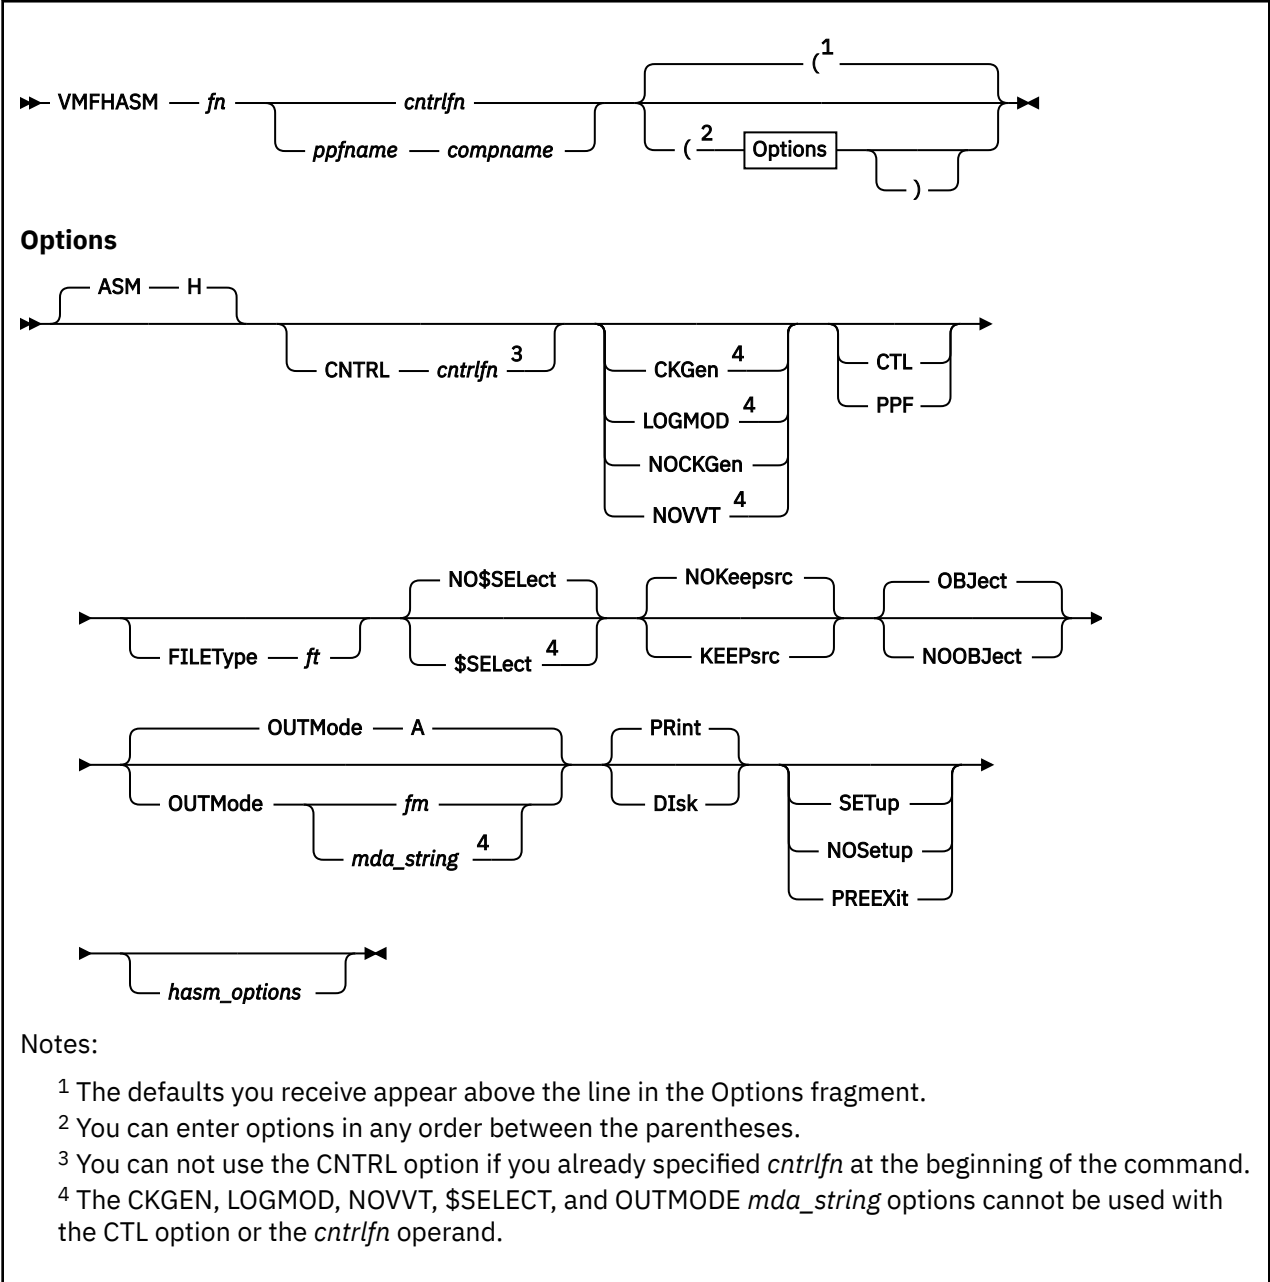 ( 1
VMFHASM fn cntrlfn
ppfname compname ( 2 Options
)
Options
ASM H
CNTRL cntrlfn 3
CKGen 4
LOGMOD 4
NOCKGen
NOVVT 4
CTL
PPF
FILEType ft
NO$SELect
$SELect 4
NOKeepsrc
KEEPsrc
OBJect
NOOBJect
OUTMode A
OUTMode fm
mda_string 4
PRint
DIsk
SETup
NOSetup
PREEXit
hasm_options
Notes:
1 The defaults you receive appear above the line in the Options fragment.
2 You can enter options in any order between the parentheses.
3 You can not use the CNTRL option if you already specified cntrlfn at the beginning of the command.
4 The CKGEN, LOGMOD, NOVVT, $SELECT, and OUTMODE mda_string options cannot be used with
the CTL option or the cntrlfn operand.